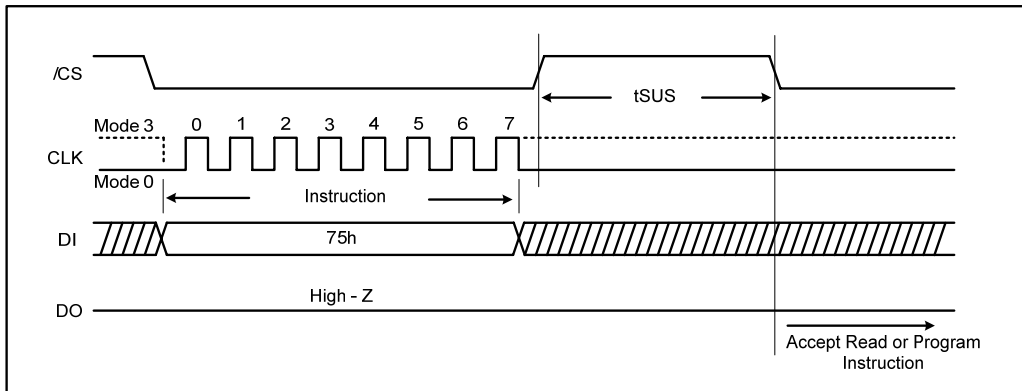 /CS
tSUS
Mode 3
0 1 2 3 4 5 6 7
CLK
Mode 0
Instruction
DI
75h
High - Z
DO
Accept Read or Program
Instruction